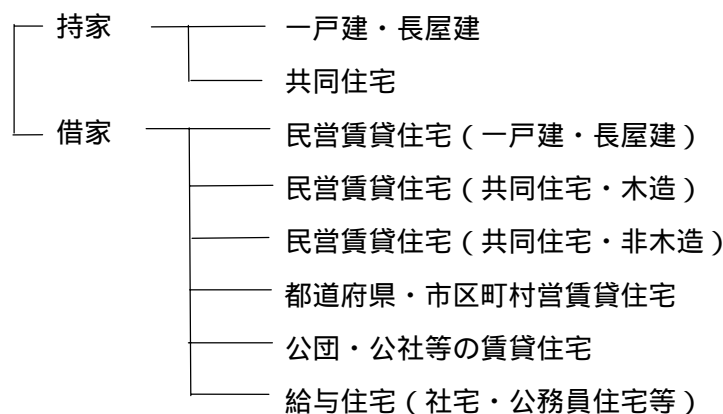 持家 一戸建・長屋建
共同住宅
借家 民営賃貸住宅（一戸建・長屋建）
民営賃貸住宅（共同住宅・木造）
民営賃貸住宅（共同住宅・非木造）
都道府県・市区町村営賃貸住宅
公団・公社等の賃貸住宅
給与住宅（社宅・公務員住宅等）